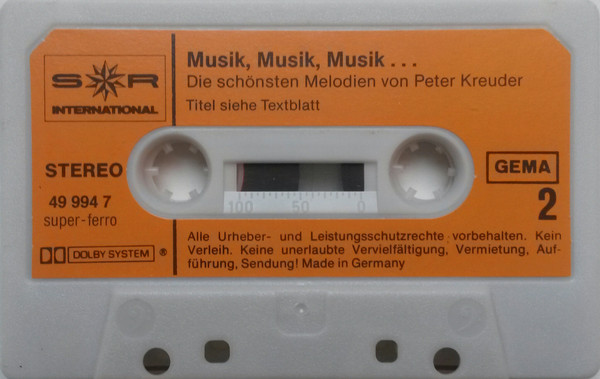 Musik, Musik, Musik ...
Die schönsten Melodien von Peter Kreuder
Titel siehe Textblatt
S R
INTERNATIONAL
STEREO
49 994 7
super-ferro
DOLBY SYSTEM ®
100 50 0
GEMA
2
Alle Urheber- und Leistungsschutzrechte vorbehalten. Kein
Verleih. Keine unerlaubte Vervielfältigung, Vermietung, Auf-
führung, Sendung! Made in Germany